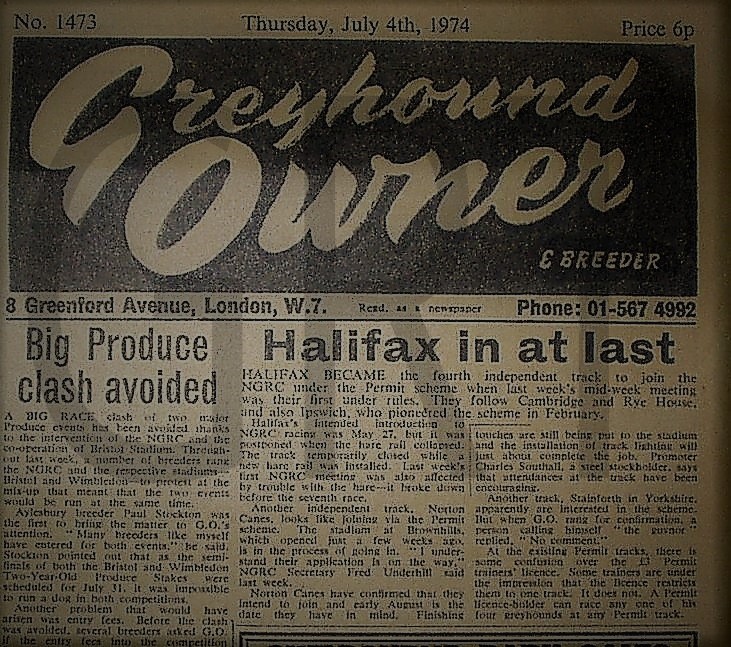 No. 1473
Thursday, July 4th, 1974
Price 6p
Greyhound
Owner
& BREEDER
8 Greenford Avenue, London, W.7.
Regd. as a newspaper
Phone: 01-567 4992
Big Produce
clash avoided
A BIG RACE clash of two major
Produce events has been avoided thanks
to the intervention of the NGRC and the
co-operation of Bristol Stadium. Through-
out last week, a number of breeders rang
the NGRC and the respective stadiums—
Bristol and Wimbledon—to protest at the
mix-up that meant that the two events
would be run at the same time.
Aylesbury breeder Jim Stockton was
the first to bring the matter to G.O.'s
attention. "Many breeders like myself
have entered for both events," he said.
Stockton pointed out that as the semi-
finals of both the Bristol and Wimbledon
Two-Year-Old Produce Stakes were
scheduled for July 31, it was impossible
to run a dog in both competitions.
Another problem that would have
arisen was entry fees. Before the clash
was avoided, several breeders asked G.O.
if the entry fees into the competition
Halifax in at last
HALIFAX BECAME the fourth independent track to join the
NGRC under the Permit scheme when last week's mid-week meeting
was their first under rules. They follow Cambridge and Rye House,
and also Ipswich, who pioneered the scheme in February.
Halifax's intended introduction to
NGRC racing was May 27, but it was
postponed when the hare rail collapsed.
The track temporarily closed while a
new hare rail was installed. Last week's
first NGRC meeting was also affected
by trouble with the hare—it broke down
before the seventh race.
Another independent track, Norton
Canes, looks like joining via the Permit
scheme. The stadium at Brownhills,
which opened just a few weeks ago,
is in the process of going in. "I under-
stand their application is on the way,"
NGRC Secretary Fred Underhill said
last week.
Norton Canes have confirmed that they
intend to join and early August is the
date they have in mind. Finishing
touches are still being put to the stadium
and the installation of track lighting will
just about complete the job. Promoter
Charles Southall, a steel stockholder, says
that attendances at the track have been
encouraging.
Another track, Stainforth in Yorkshire,
apparently are interested in the scheme.
But when G.O. rang for confirmation, a
person calling himself "the guvnor"
replied, "No comment."
At the existing Permit tracks, there is
some confusion over the £3 Permit
trainers' licence. Some trainers are under
the impression that the licence restricts
them to one track. It does not. A Permit
licence-holder can race any one of his
four greyhounds at any Permit track.